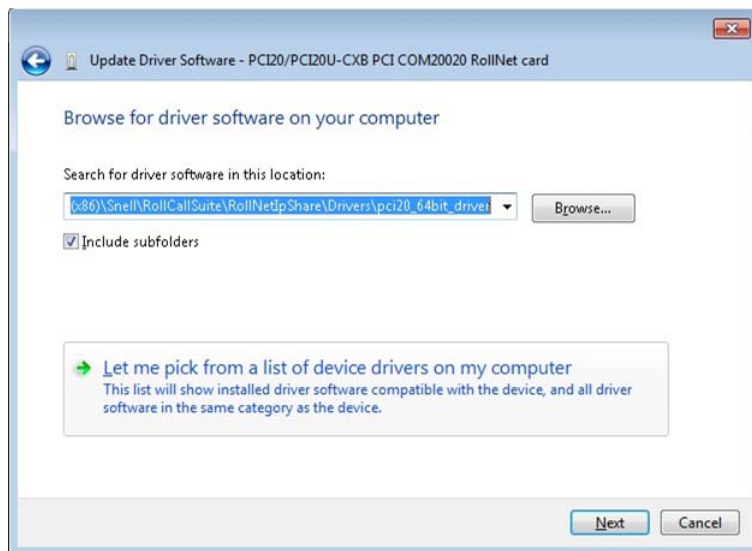 Update Driver Software - PCI20/PCI20U-CXB PCI COM20020 RollNet card
Browse for driver software on your computer
Search for driver software in this location:
(x86)\Snell\RollCallSuite\RollNetIpShare\Drivers\pci20_64bit_driver
Browse...
Include subfolders
Let me pick from a list of device drivers on my computer
This list will show installed driver software compatible with the device, and all driver
software in the same category as the device.
Next
Cancel